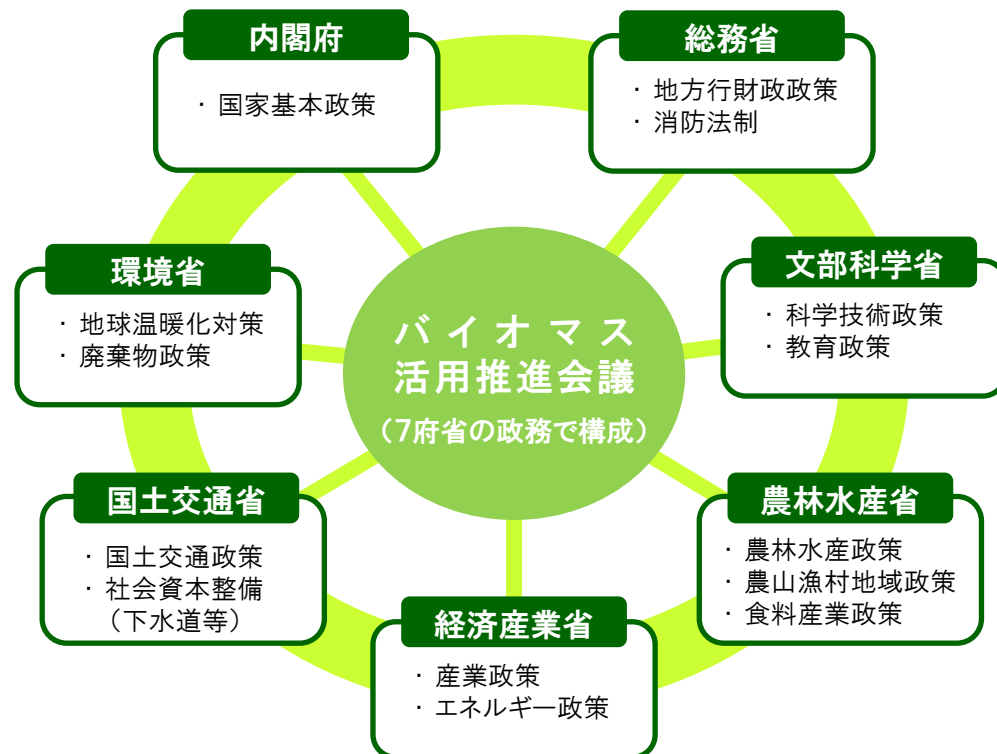 内閣府
・国家基本政策
総務省
・地方行財政政策
・消防法制
環境省
・地球温暖化対策
・廃棄物政策
文部科学省
・科学技術政策
・教育政策
バイオマス
活用推進会議
（7府省の政務で構成）
国土交通省
・国土交通政策
・社会資本整備
（下水道等）
農林水産省
・農林水産政策
・農山漁村地域政策
・食料産業政策
経済産業省
・産業政策
・エネルギー政策